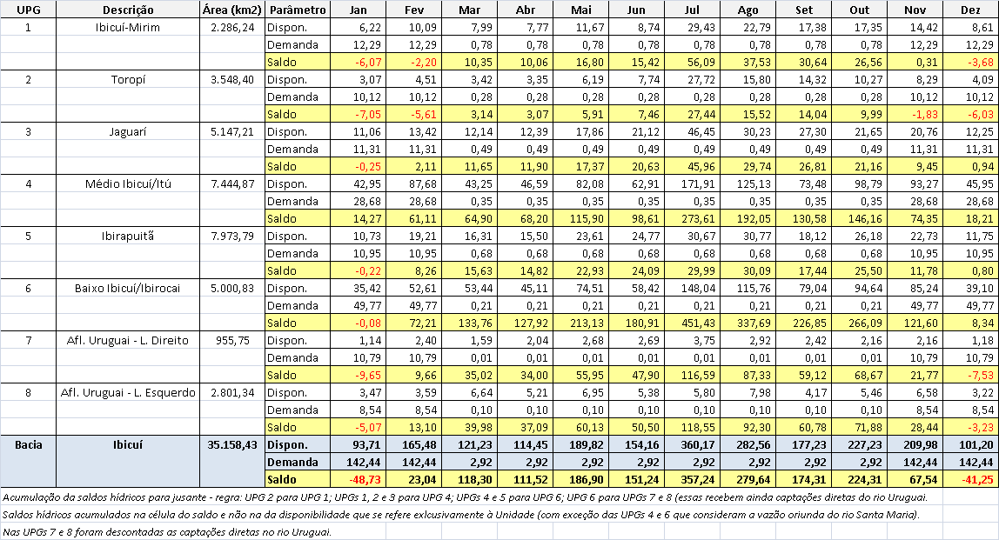 UPG Descrição Área (km2) Parâmetro Jan Fev Mar Abr Mai Jun Jul Ago Set Out Nov Dez
1 Ibicuí-Mirim 2.286,24 Dispon. 6,22 10,09 7,99 7,77 11,67 8,74 29,43 22,79 17,38 17,35 14,42 8,61
Demanda 12,29 12,29 0,78 0,78 0,78 0,78 0,78 0,78 0,78 0,78 12,29 12,29
Saldo -6,07 -2,20 10,35 10,06 16,80 15,42 56,09 37,53 30,64 26,56 0,31 -3,68
2 Toropí 3.548,40 Dispon. 3,07 4,51 3,42 3,35 6,19 7,74 27,72 15,80 14,32 10,27 8,29 4,09
Demanda 10,12 10,12 0,28 0,28 0,28 0,28 0,28 0,28 0,28 0,28 10,12 10,12
Saldo -7,05 -5,61 3,14 3,07 5,91 7,46 27,44 15,52 14,04 9,99 -1,83 -6,03
3 Jaguarí 5.147,21 Dispon. 11,06 13,42 12,14 12,39 17,86 21,12 46,45 30,23 27,30 21,65 20,76 12,25
Demanda 11,31 11,31 0,49 0,49 0,49 0,49 0,49 0,49 0,49 0,49 11,31 11,31
Saldo -0,25 2,11 11,65 11,90 17,37 20,63 45,96 29,74 26,81 21,16 9,45 0,94
4 Médio Ibicuí/Itú 7.444,87 Dispon. 42,95 87,68 43,25 46,59 82,08 62,91 171,91 125,13 73,48 98,79 93,27 45,95
Demanda 28,68 28,68 0,35 0,35 0,35 0,35 0,35 0,35 0,35 0,35 28,68 28,68
Saldo 14,27 61,11 64,90 68,20 115,90 98,61 273,61 192,05 130,58 146,16 74,35 18,21
5 Ibirapuitã 7.973,79 Dispon. 10,73 19,21 16,31 15,50 23,61 24,77 30,67 30,77 18,12 26,18 22,73 11,75
Demanda 10,95 10,95 0,68 0,68 0,68 0,68 0,68 0,68 0,68 0,68 10,95 10,95
Saldo -0,22 8,26 15,63 14,82 22,93 24,09 29,99 30,09 17,44 25,50 11,78 0,80
6 Baixo Ibicuí/Ibirocai 5.000,83 Dispon. 35,42 52,61 53,44 45,11 74,51 58,42 148,04 115,76 79,04 94,64 85,24 39,10
Demanda 49,77 49,77 0,21 0,21 0,21 0,21 0,21 0,21 0,21 0,21 49,77 49,77
Saldo -0,08 72,21 133,76 127,92 213,13 180,91 451,43 337,69 226,85 266,09 121,60 8,34
7 Afl. Uruguai - L. Direito 955,75 Dispon. 1,14 2,40 1,59 2,04 2,68 2,69 3,75 2,92 2,42 2,16 2,16 1,18
Demanda 10,79 10,79 0,01 0,01 0,01 0,01 0,01 0,01 0,01 0,01 10,79 10,79
Saldo -9,65 9,66 35,02 34,00 55,95 47,90 116,59 87,33 59,12 68,67 21,77 -7,53
8 Afl. Uruguai - L. Esquerdo 2.801,34 Dispon. 3,47 3,59 6,64 5,21 6,95 5,38 5,80 7,98 4,17 5,46 6,58 3,22
Demanda 8,54 8,54 0,10 0,10 0,10 0,10 0,10 0,10 0,10 0,10 8,54 8,54
Saldo -5,07 13,10 39,98 37,09 60,13 50,50 118,55 92,30 60,78 71,88 28,44 -3,23
Bacia Ibicuí 35.158,43 Dispon. 93,71 165,48 121,23 114,45 189,82 154,16 360,17 282,56 177,23 227,23 209,98 101,20
Demanda 142,44 142,44 2,92 2,92 2,92 2,92 2,92 2,92 2,92 2,92 142,44 142,44
Saldo -48,73 23,04 118,30 111,52 186,90 151,24 357,24 279,64 174,31 224,31 67,54 -41,25
Acumulação da saldos hídricos para jusante - regra: UPG 2 para UPG 1; UPGs 1, 2 e 3 para UPG 4; UPGs 4 e 5 para UPG 6; UPG 6 para UPGs 7 e 8 (essas recebem ainda captações diretas do rio Uruguai.
Saldos hídricos acumulados na célula do saldo e não na da disponibilidade que se refere exlcusivamente à Unidade (com exceção das UPGs 4 e 6 que consideram a vazão oriunda do rio Santa Maria).
Nas UPGs 7 e 8 foram descontadas as captações diretas no rio Uruguai.